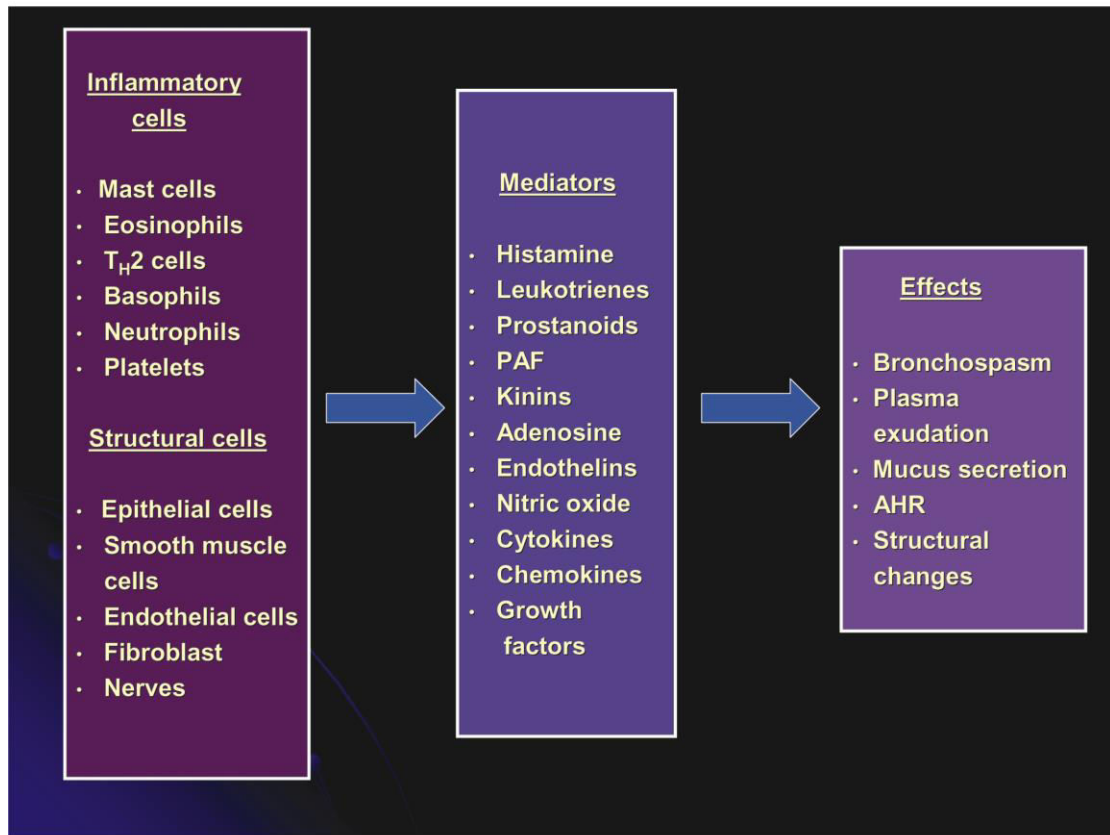 Inflammatory
cells
· Mast cells
· Eosinophils
· TH2 cells
· Basophils
· Neutrophils
· Platelets
Structural cells
· Epithelial cells
· Smooth muscle
cells
· Endothelial cells
· Fibroblast
· Nerves
Mediators
· Histamine
· Leukotrienes
· Prostanoids
· PAF
· Kinins
· Adenosine
· Endothelins
· Nitric oxide
· Cytokines
· Chemokines
· Growth
factors
Effects
· Bronchospasm
· Plasma
exudation
· Mucus secretion
· AHR
· Structural
changes